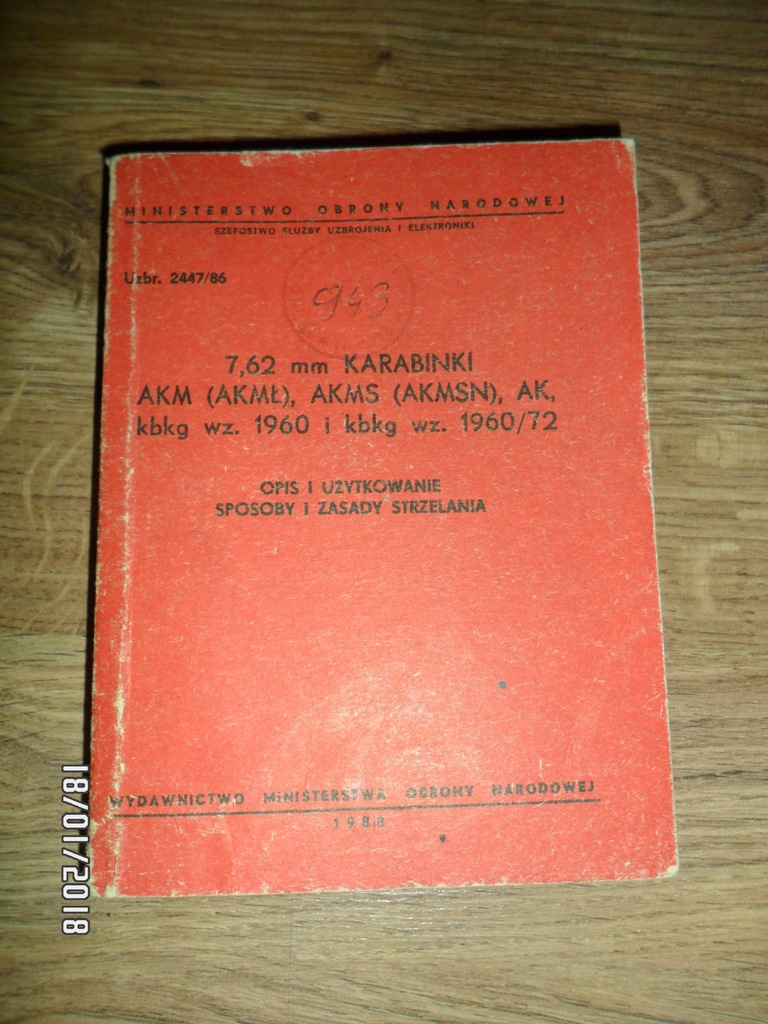 MINISTERSTWO OBRONY NARODOWEJ
SZEFOSTWO SŁUŻBY UZBROJENIA I ELEKTRONIKI
Uzbr. 2447/86
943
7,62 mm KARABINKI
AKM (AKMŁ), AKMS (AKMSN), AK,
kbkg wz. 1960 i kbkg wz. 1960/72
OPIS I UŻYTKOWANIE
SPOSOBY I ZASADY STRZELANIA
WYDAWNICTWO MINISTERSTWA OBRONY NARODOWEJ
1988
18/01/2018